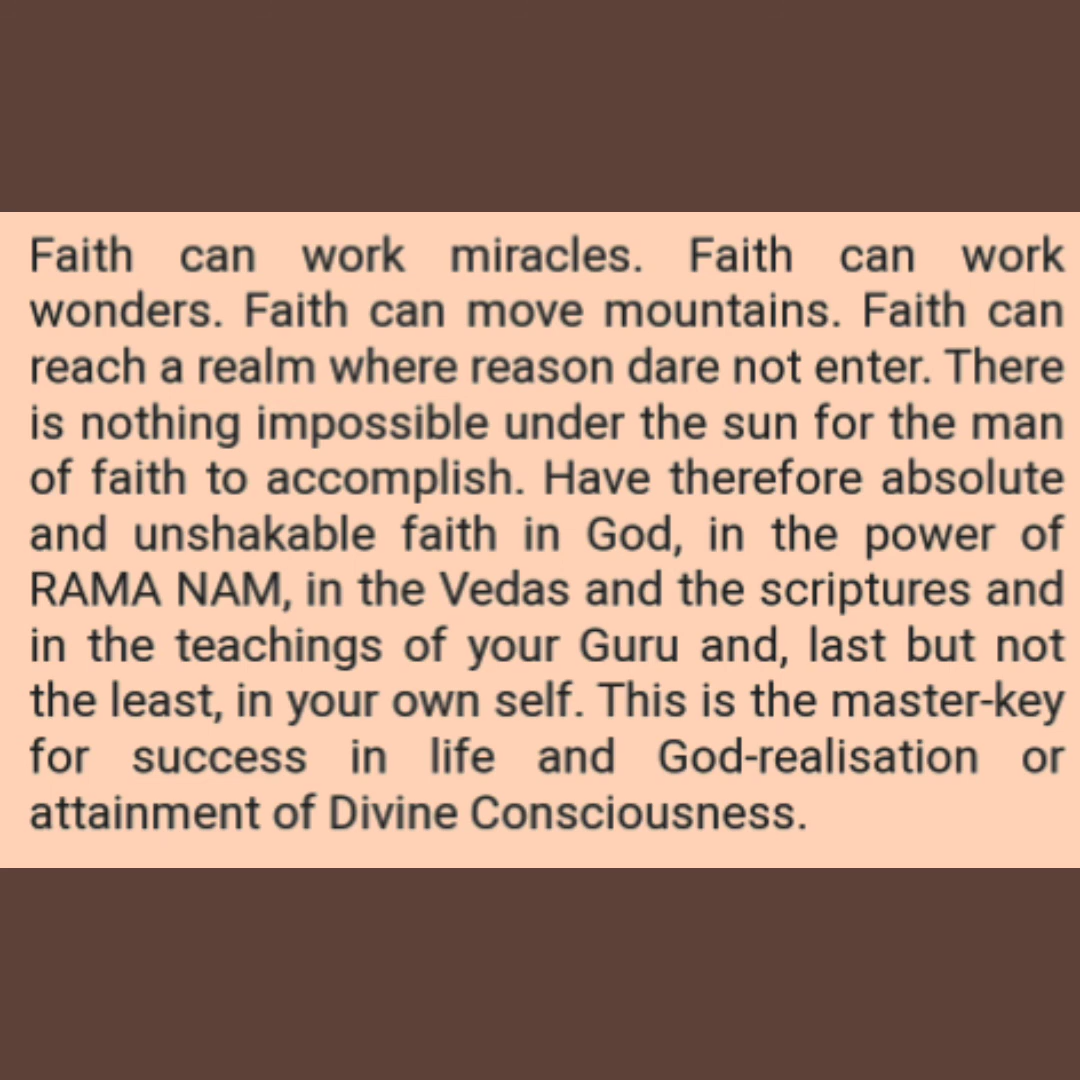 Faith can work miracles. Faith can work
wonders. Faith can move mountains. Faith can
reach a realm where reason dare not enter. There
is nothing impossible under the sun for the man
of faith to accomplish. Have therefore absolute
and unshakable faith in God, in the power of
RAMA NAM, in the Vedas and the scriptures and
in the teachings of your Guru and, last but not
the least, in your own self. This is the master-key
for success in life and God-realisation or
attainment of Divine Consciousness.